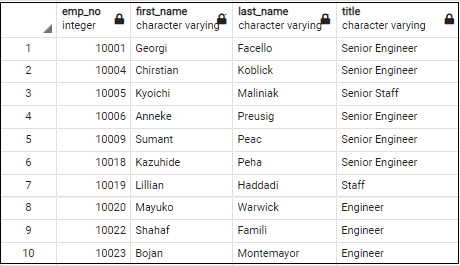 emp_no first_name last_name title
integer character varying character varying character varying
1 10001 Georgi Facello Senior Engineer
2 10004 Chirstian Koblick Senior Engineer
3 10005 Kyoichi Maliniak Senior Staff
4 10006 Anneke Preusig Senior Engineer
5 10009 Sumant Peac Senior Engineer
6 10018 Kazuhide Peha Senior Engineer
7 10019 Lillian Haddadi Staff
8 10020 Mayuko Warwick Engineer
9 10022 Shahaf Famili Engineer
10 10023 Bojan Montemayor Engineer